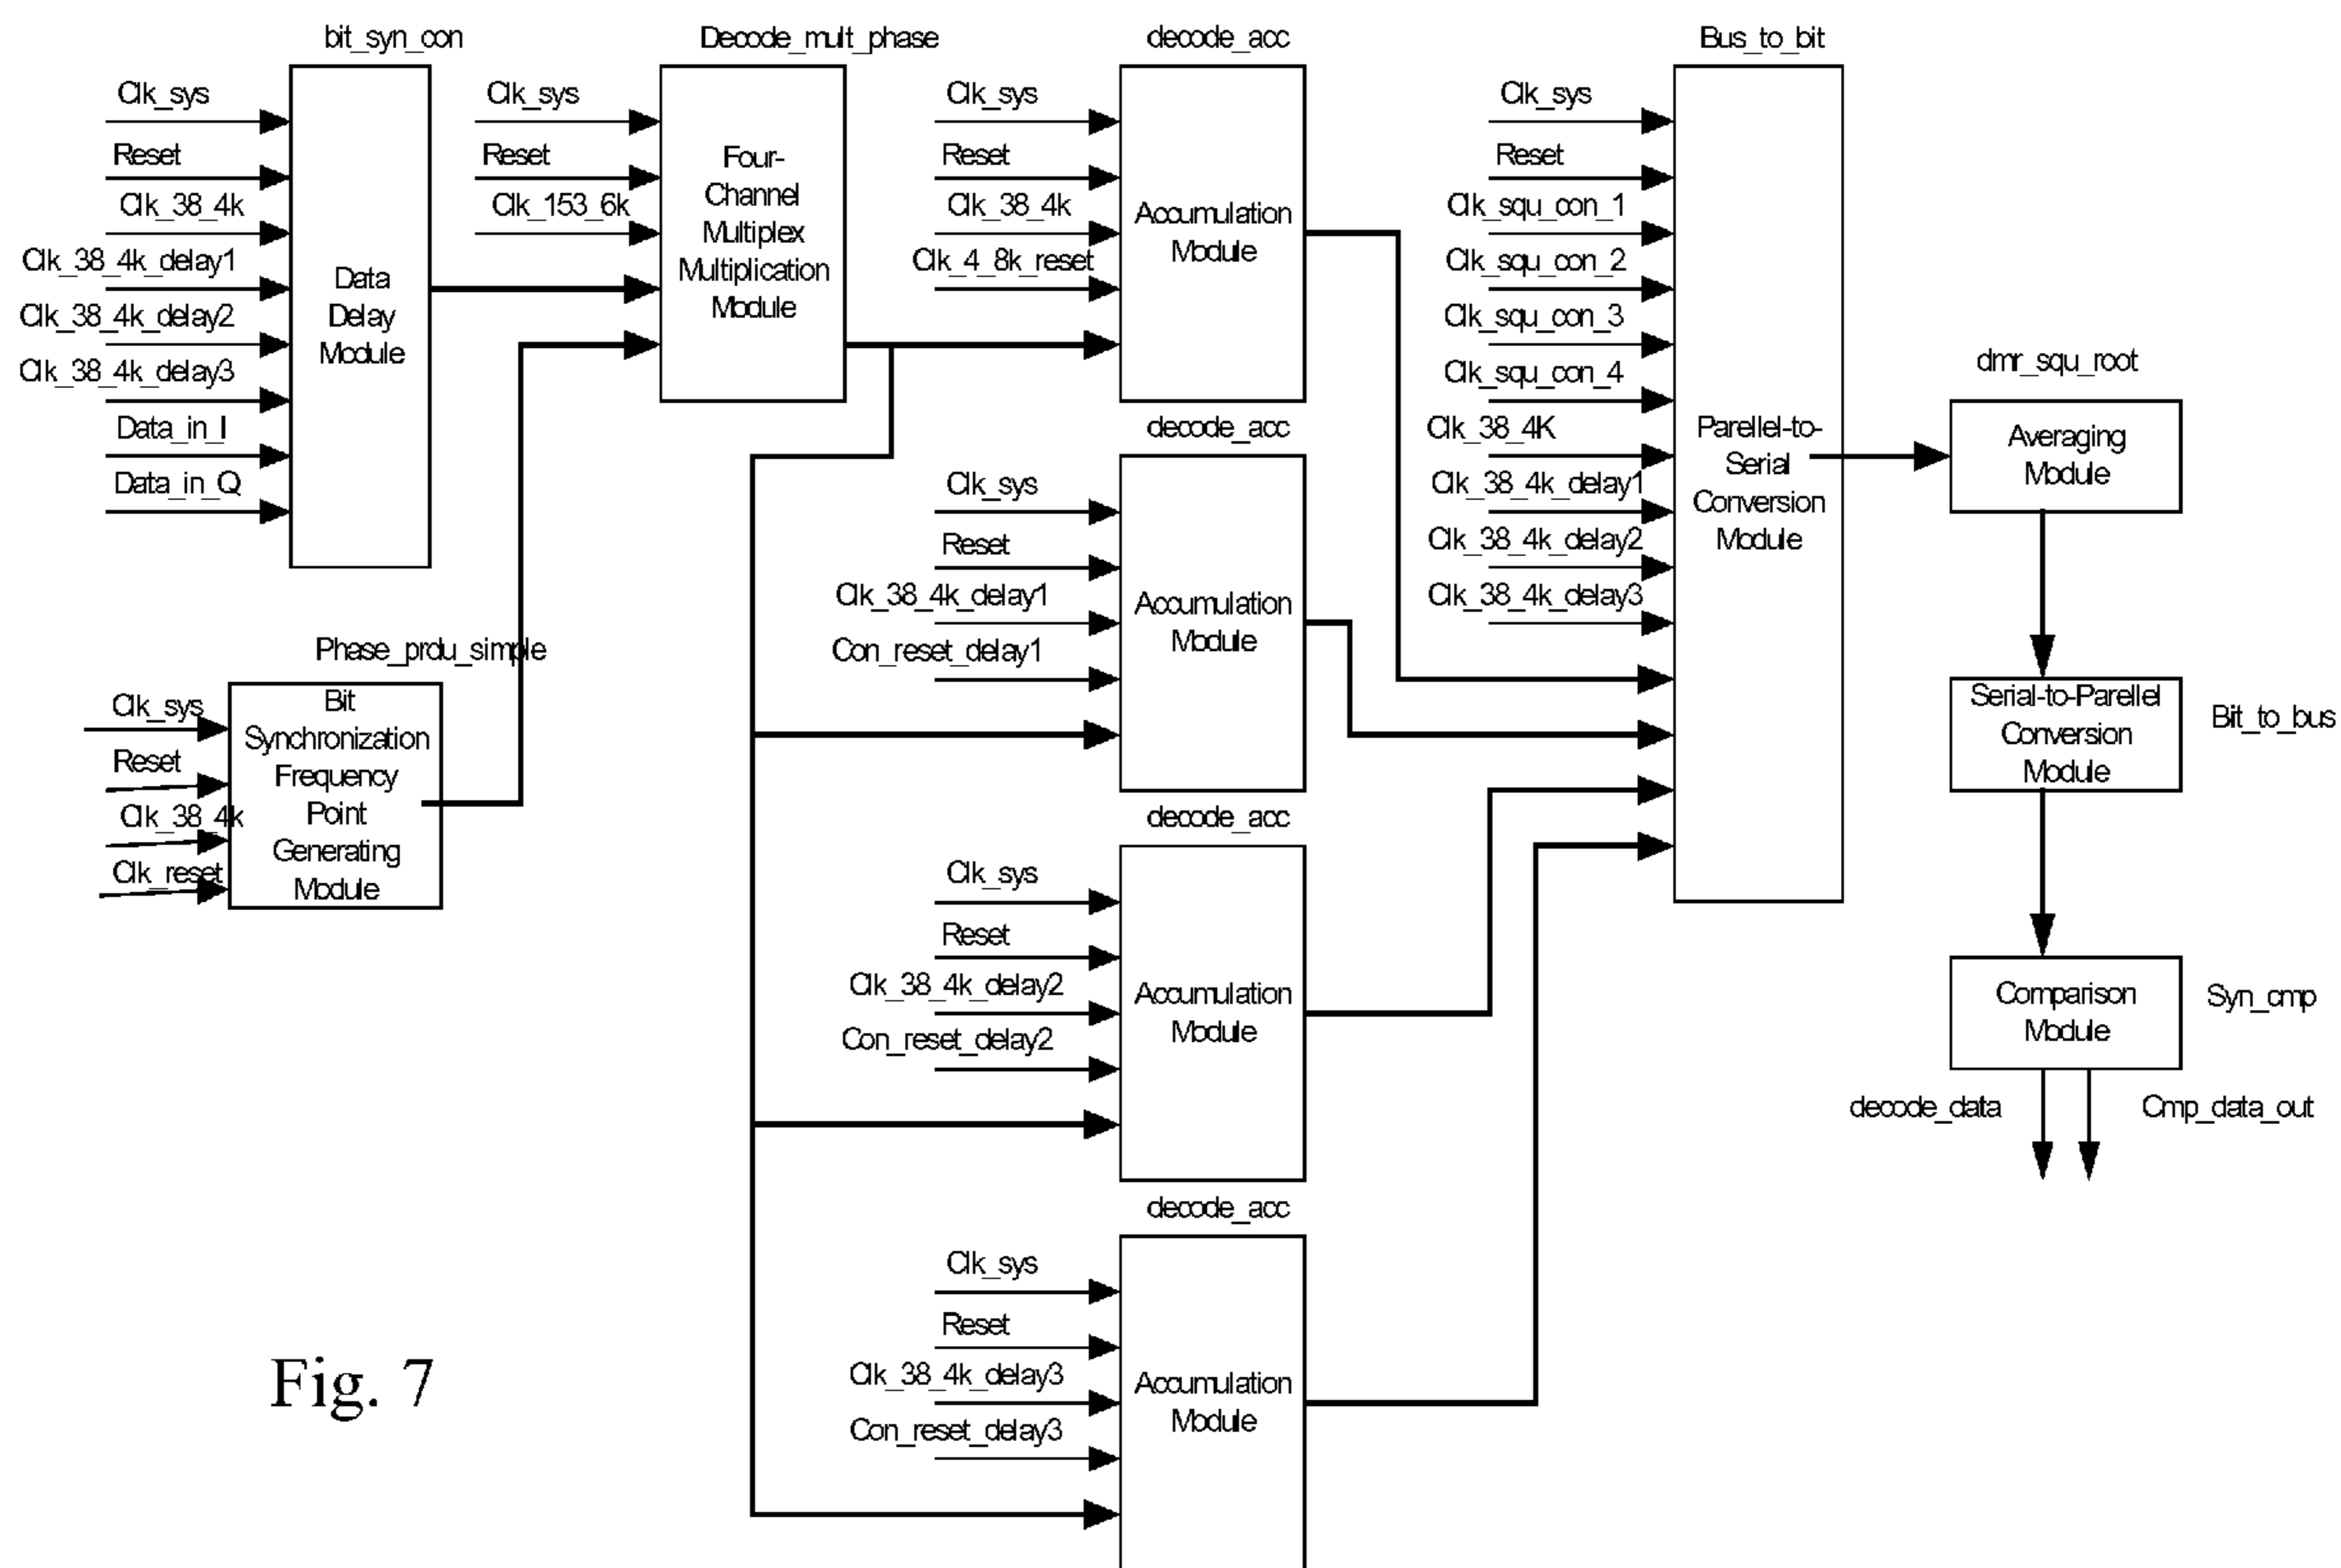 bit_syn_con
Clk_sys
Reset
Clk_38_4k
Clk_38_4k_delay1
Clk_38_4k_delay2
Clk_38_4k_delay3
Data_in_I
Data_in_Q
Data
Delay
Module
Phase_prdu_simple
Clk_sys
Reset
Clk_38_4k
Clk_reset
Bit
Synchronization
Frequency
Point
Generating
Module
Decode_mult_phase
Clk_sys
Reset
Clk_153_6k
Four-
Channel
Multiplex
Multiplication
Module
decode_acc
Clk_sys
Reset
Clk_38_4k
Clk_4_8k_reset
Accumulation
Module
decode_acc
Clk_sys
Reset
Clk_38_4k_delay1
Con_reset_delay1
Accumulation
Module
decode_acc
Clk_sys
Reset
Clk_38_4k_delay2
Con_reset_delay2
Accumulation
Module
decode_acc
Clk_sys
Reset
Clk_38_4k_delay3
Con_reset_delay3
Accumulation
Module
Bus_to_bit
Clk_sys
Reset
Clk_squ_con_1
Clk_squ_con_2
Clk_squ_con_3
Clk_squ_con_4
Clk_38_4K
Clk_38_4k_delay1
Clk_38_4k_delay2
Clk_38_4k_delay3
Parellel-to-
Serial
Conversion
Module
dmr_squ_root
Averaging
Module
Serial-to-Parellel
Conversion
Module
Bit_to_bus
Comparison
Module
Syn_cmp
decode_data
Cmp_data_out
Fig. 7